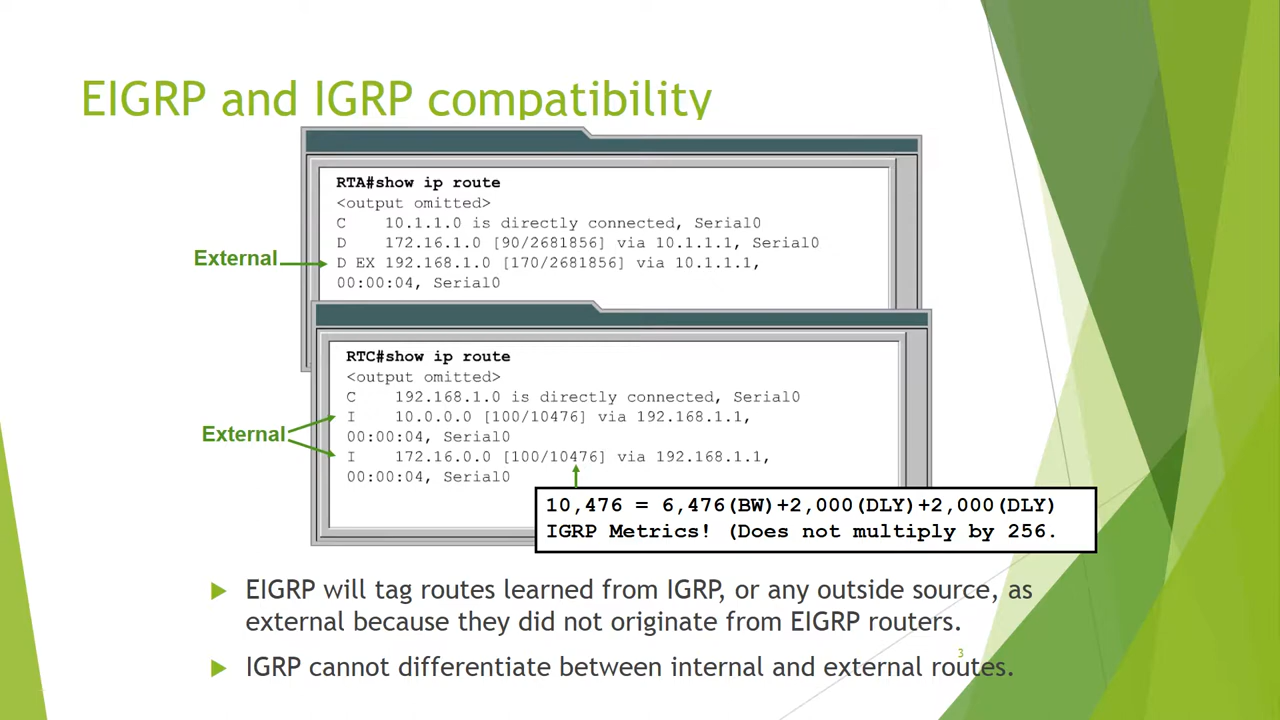 EIGRP and IGRP compatibility
RTA#show ip route
<output omitted>
C 10.1.1.0 is directly connected, Serial0
D 172.16.1.0 [90/2681856] via 10.1.1.1, Serial0
External
D EX 192.168.1.0 [170/2681856] via 10.1.1.1,
00:00:04, Serial0
RTC#show ip route
<output omitted>
C 192.168.1.0 is directly connected, Serial0
I 10.0.0.0 [100/10476] via 192.168.1.1,
External
00:00:04, Serial0
I 172.16.0.0 [100/10476] via 192.168.1.1,
00:00:04, Serial0
10,476 = 6,476(BW)+2,000(DLY)+2,000(DLY)
IGRP Metrics! (Does not multiply by 256.
EIGRP will tag routes learned from IGRP, or any outside source, as
external because they did not originate from EIGRP routers.
3
IGRP cannot differentiate between internal and external routes.